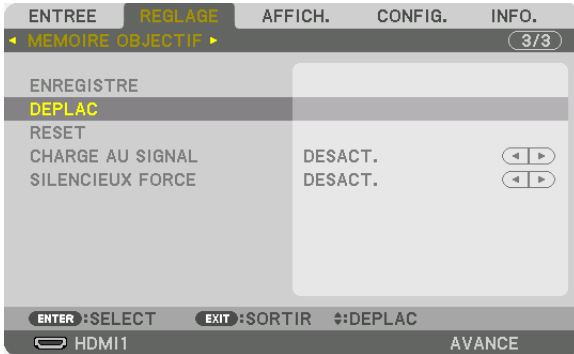 ENTREE REGLAGE AFFICH. CONFIG. INFO.
MEMOIRE OBJECTIF 3/3
ENREGISTRE
DEPLAC
RESET
CHARGE AU SIGNAL DESACT.
SILENCIEUX FORCE DESACT.
ENTER :SELECT EXIT :SORTIR :DEPLAC
HDMI1 AVANCE